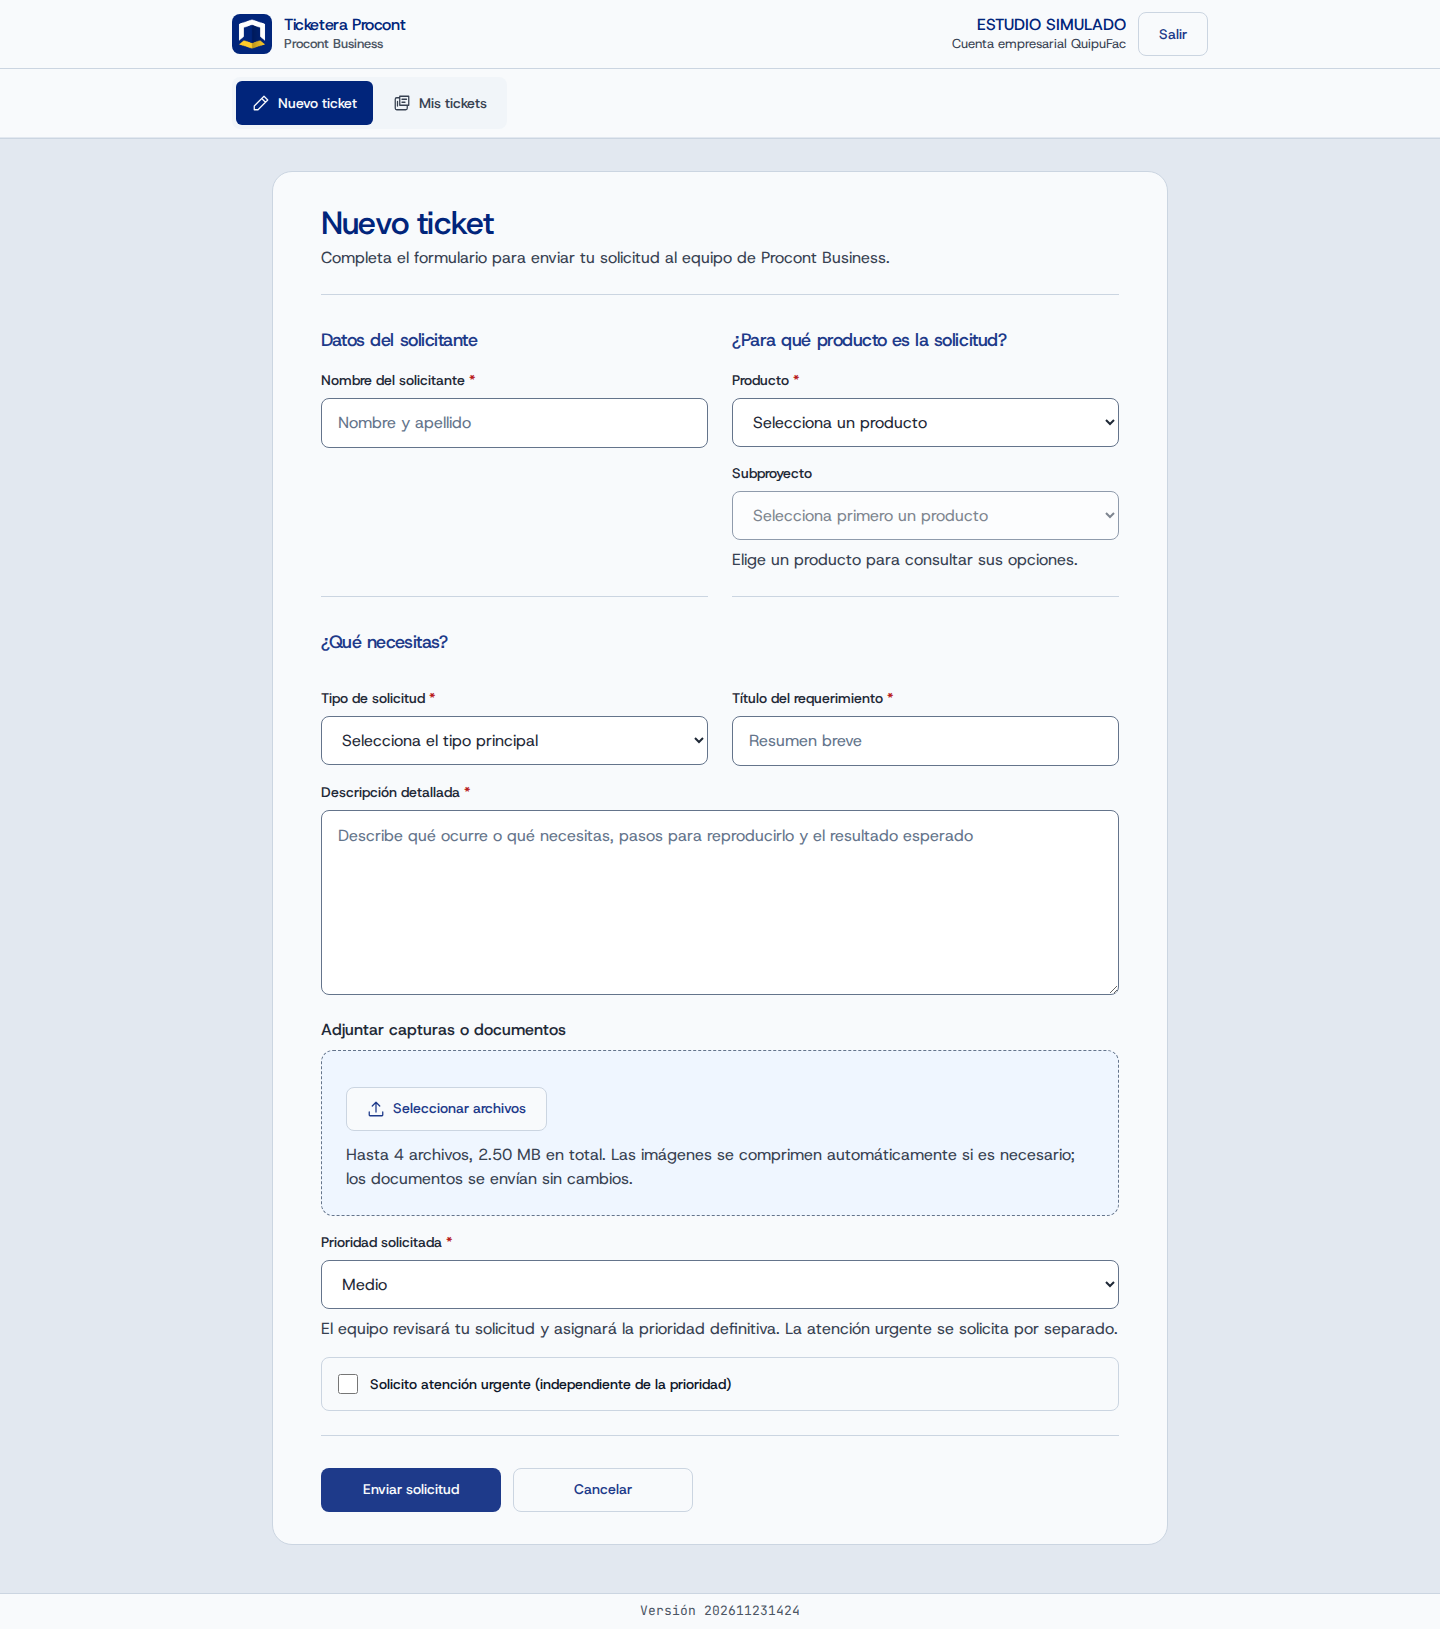 Ticketera Procont
Procont Business
ESTUDIO SIMULADO
Cuenta empresarial QuipuFac
Salir
Nuevo ticket
Mis tickets
Nuevo ticket
Completa el formulario para enviar tu solicitud al equipo de Procont Business.
Datos del solicitante
Nombre del solicitante *
Nombre y apellido
¿Para qué producto es la solicitud?
Producto *
Selecciona un producto
Subproyecto
Selecciona primero un producto
Elige un producto para consultar sus opciones.
¿Qué necesitas?
Tipo de solicitud *
Selecciona el tipo principal
Título del requerimiento *
Resumen breve
Descripción detallada *
Describe qué ocurre o qué necesitas, pasos para reproducirlo y el resultado esperado
Adjuntar capturas o documentos
Seleccionar archivos
Hasta 4 archivos, 2.50 MB en total. Las imágenes se comprimen automáticamente si es necesario;
los documentos se envían sin cambios.
Prioridad solicitada *
Medio
El equipo revisará tu solicitud y asignará la prioridad definitiva. La atención urgente se solicita por separado.
Solicito atención urgente (independiente de la prioridad)
Enviar solicitud
Cancelar
Versión 202611231424